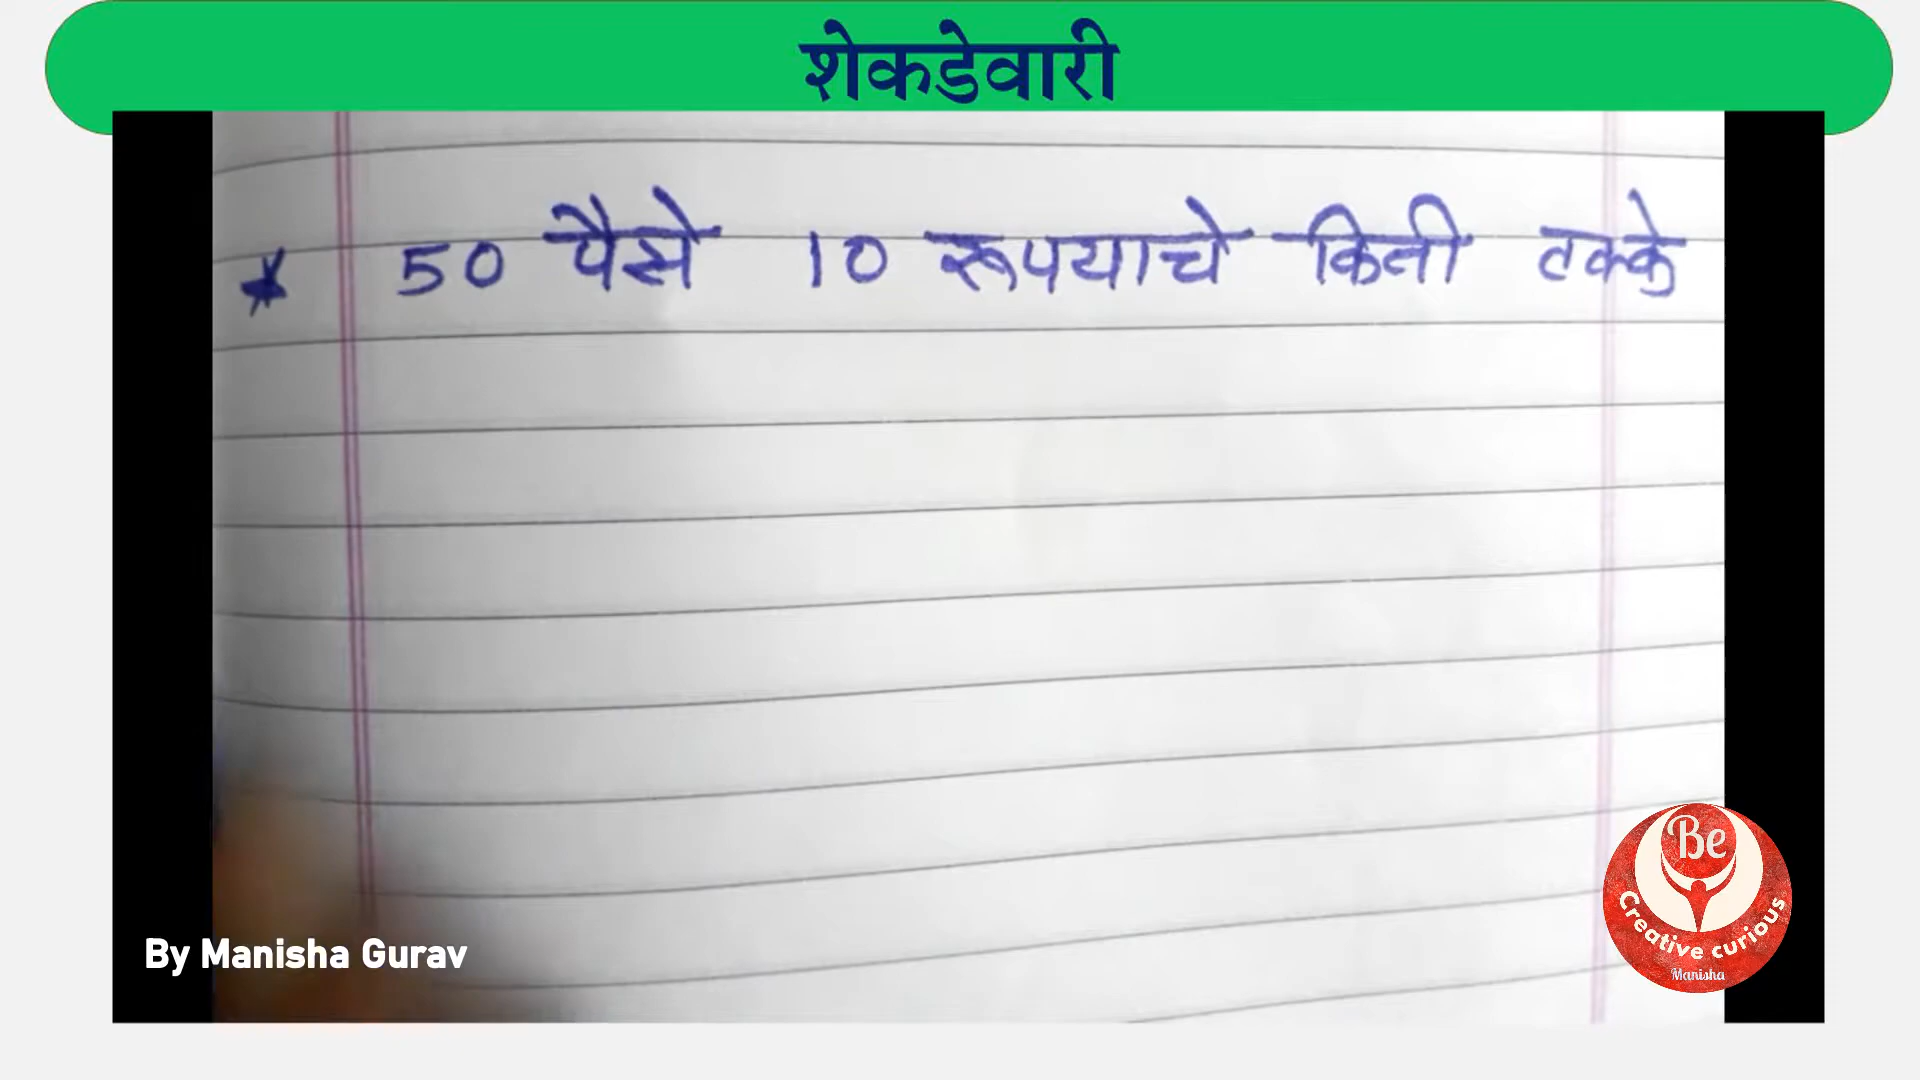 शेकडेवारी
* 50 पैसे 10 रूपयाचे किती टक्के
By Manisha Gurav
Be
Creative curious
Manisha